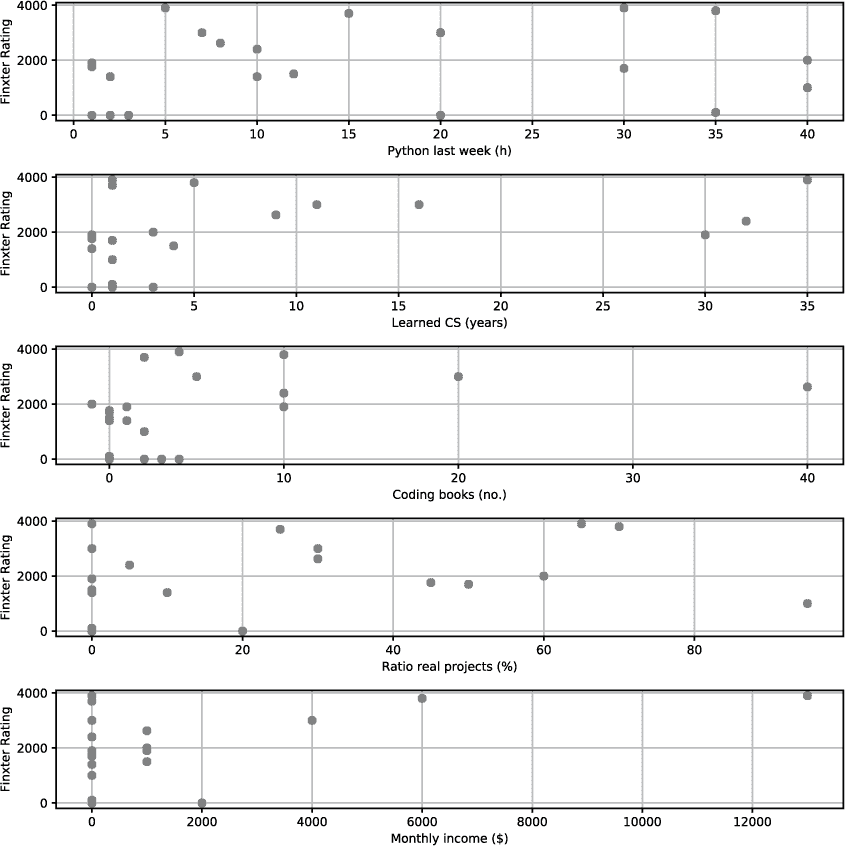 4000
2000
0
Finxter Rating
0 5 10 15 20 25 30 35 40
Python last week (h)
4000
2000
0
Finxter Rating
0 5 10 15 20 25 30 35
Learned CS (years)
4000
2000
0
Finxter Rating
0 10 20 30 40
Coding books (no.)
4000
2000
0
Finxter Rating
0 20 40 60 80
Ratio real projects (%)
4000
2000
0
Finxter Rating
0 2000 4000 6000 8000 10000 12000
Monthly income ($)